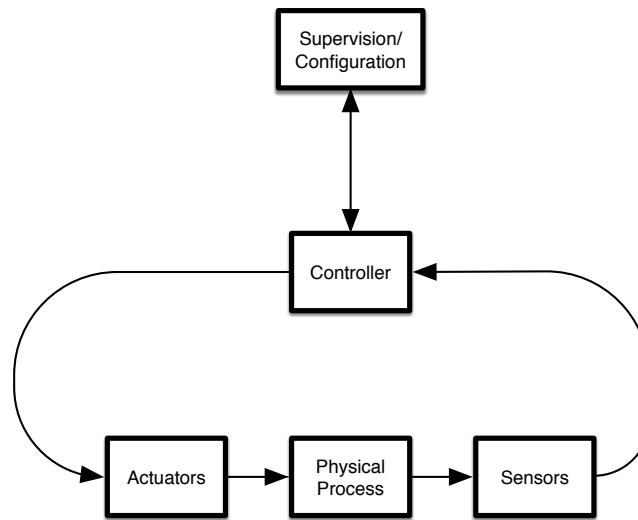 Supervision/
Configuration
Controller
Actuators
Physical
Process
Sensors